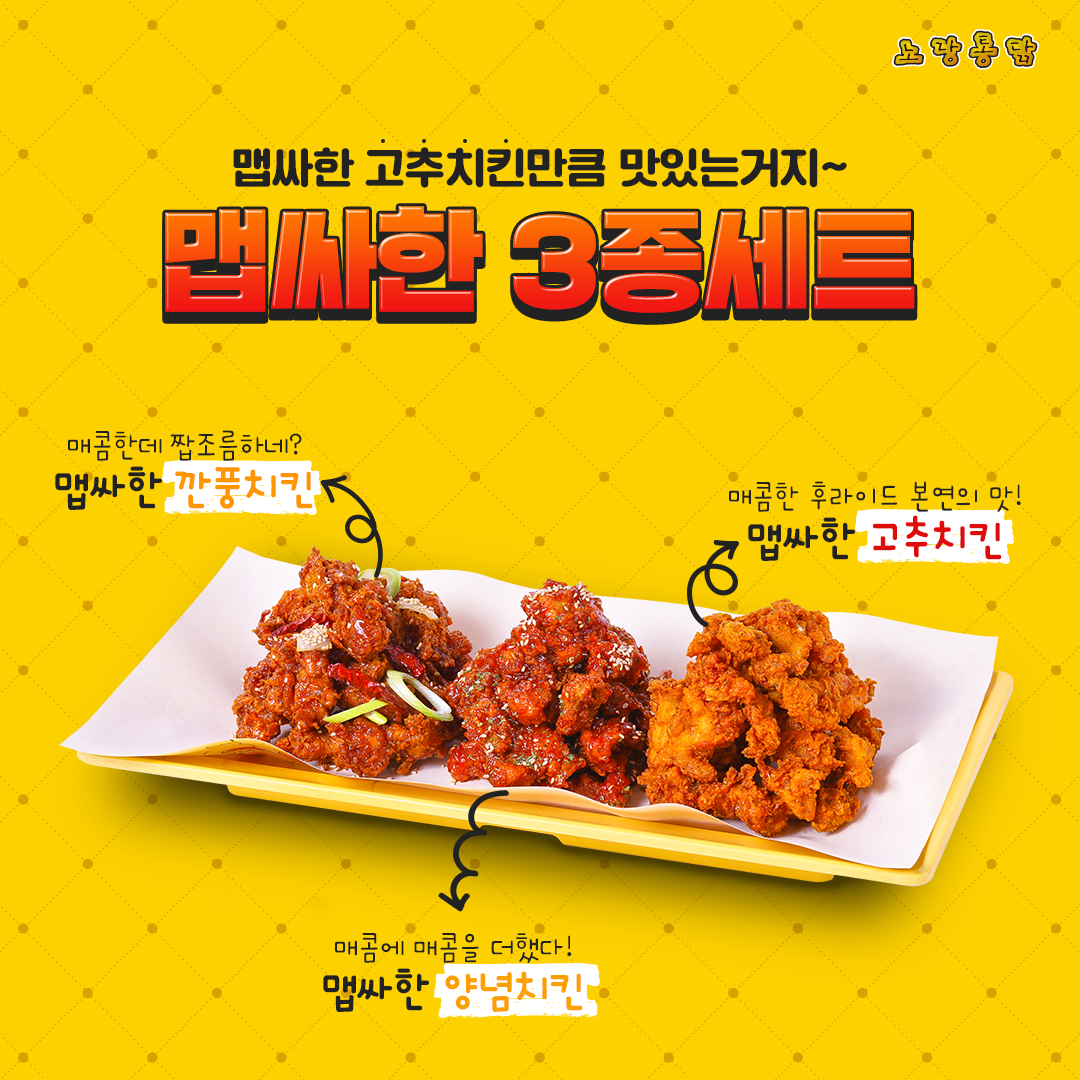 노랑통닭
맵싸한 고추치킨만큼 맛있는거지~
맵싸한 3종세트
매콤한데 짭조름하네?
맵싸한 깐풍치킨
매콤한 후라이드 본연의 맛!
맵싸한 고추치킨
매콤에 매콤을 더했다!
맵싸한 양념치킨